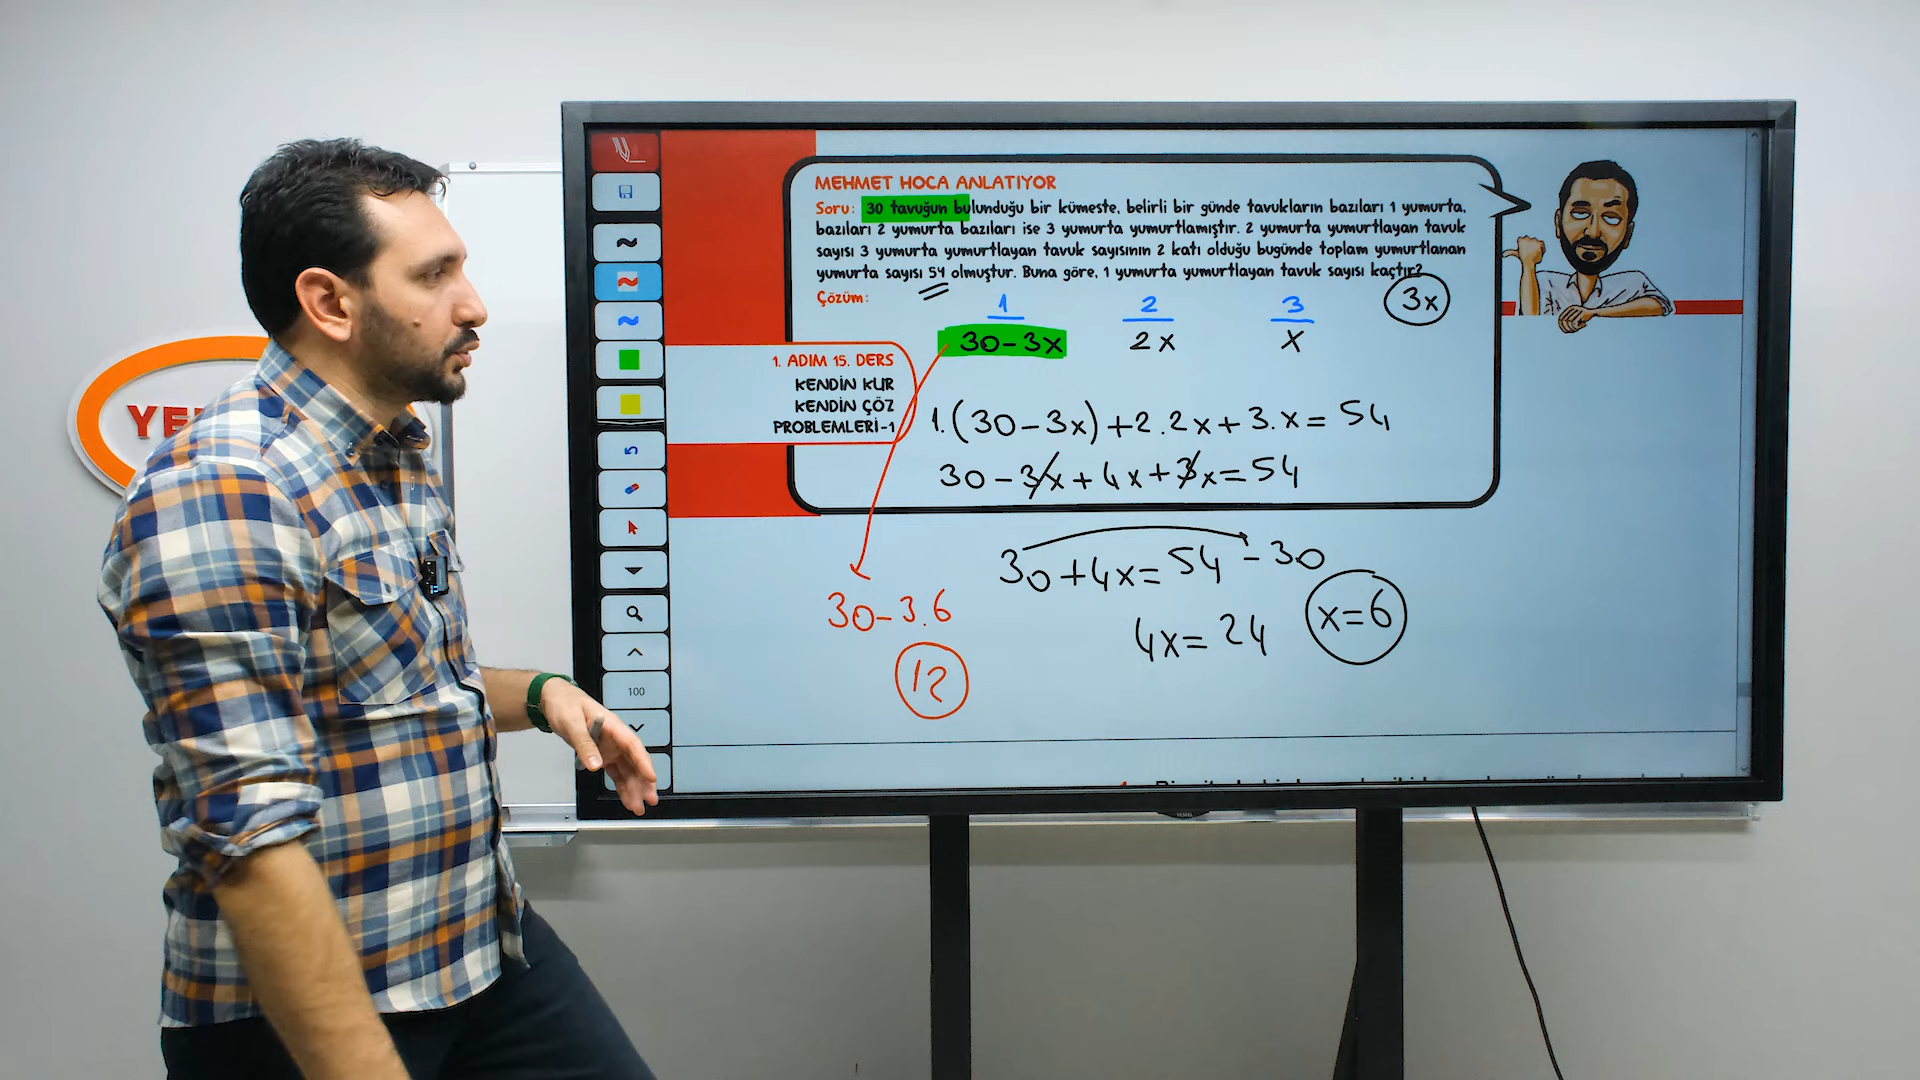 MEHMET HOCA ANLATIYOR
Soru: 30 tavuğun bulunduğu bir kümeste, belirli bir günde tavukların bazıları 1 yumurta,
bazıları 2 yumurta bazıları ise 3 yumurta yumurtlamıştır. 2 yumurta yumurtlayan tavuk
sayısı 3 yumurta yumurtlayan tavuk sayısının 2 katı olduğu bugünde toplam yumurtlanan
yumurta sayısı 54 olmuştur. Buna göre, 1 yumurta yumurtlayan tavuk sayısı kaçtır?
Çözüm:
1 2 3
3x
30-3x 2x x
1. ADIM 15. DERS
KENDİN KUR
KENDİN ÇÖZ
PROBLEMLERİ-1
1.(30-3x)+2.2x+3.x=54
30-3x+4x+3x=54
30+4x=54-30
4x=24
x=6
30-3.6
12
100